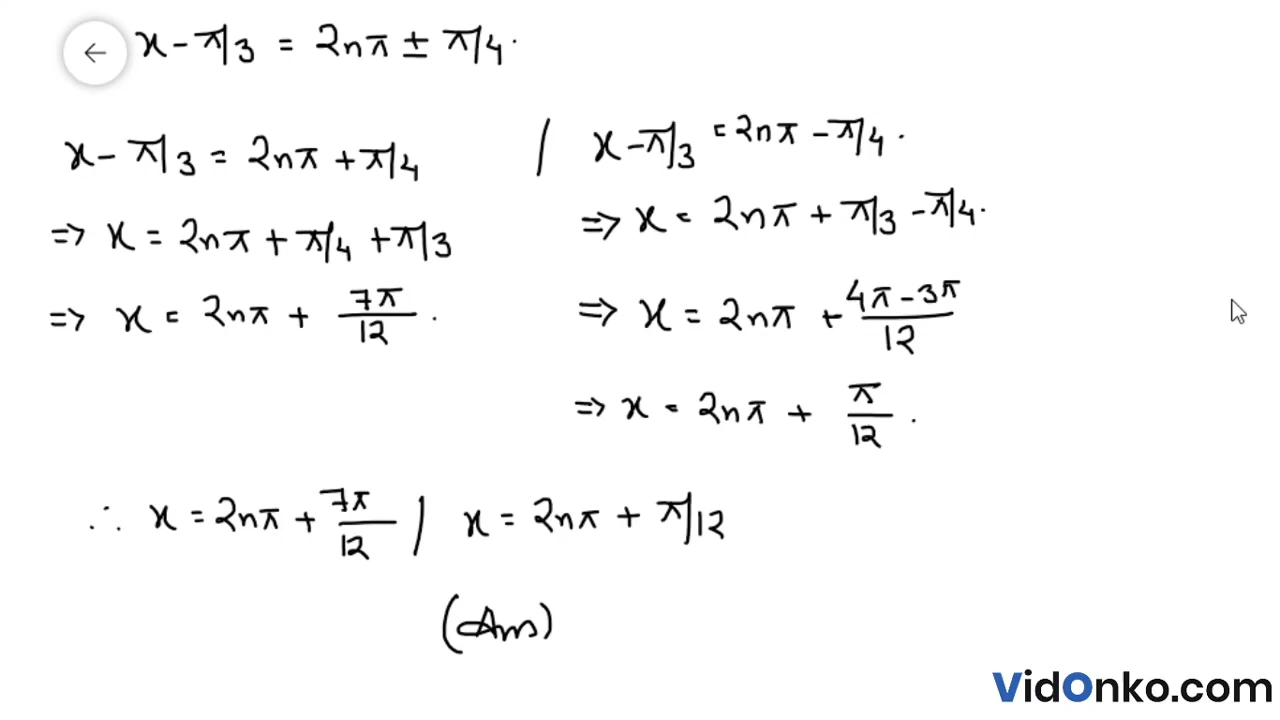 x - π/3 = 2nπ ± π/4.
x - π/3 = 2nπ + π/4 / x - π/3 = 2nπ - π/4.
=> x = 2nπ + π/4 + π/3
=> x = 2nπ + 7π/12.
=> x = 2nπ + π/3 - π/4.
=> x = 2nπ + (4π - 3π)/12
=> x = 2nπ + π/12.
∴ x = 2nπ + 7π/12 / x = 2nπ + π/12
(Ans)
VidOnko.com